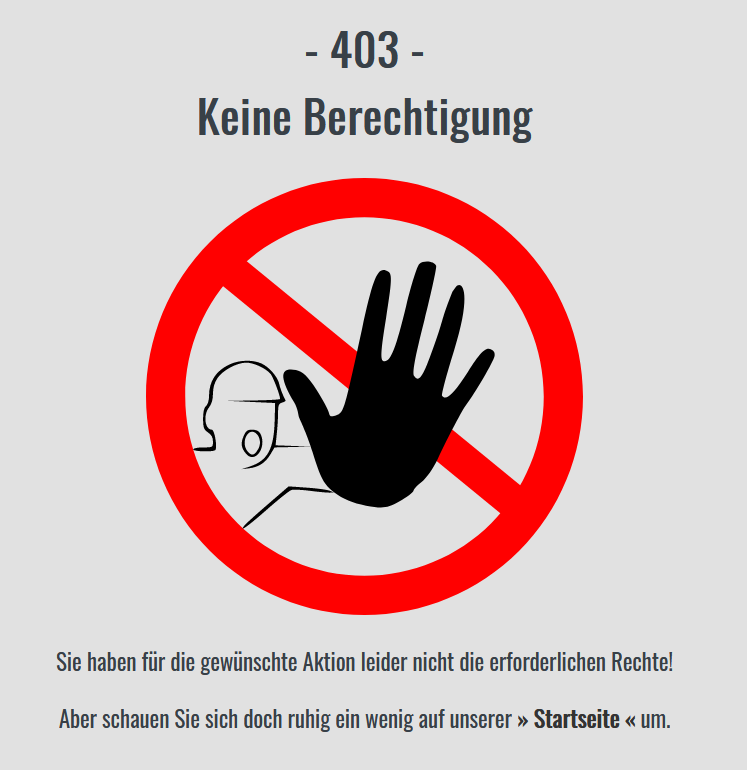 - 403 -
Keine Berechtigung
Sie haben für die gewünschte Aktion leider nicht die erforderlichen Rechte!
Aber schauen Sie sich doch ruhig ein wenig auf unserer » Startseite « um.